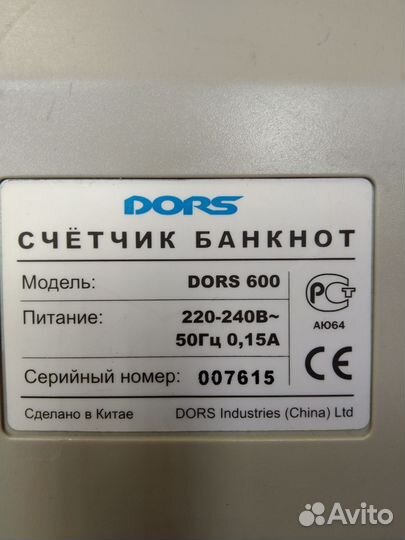 DORS
СЧЁТЧИК БАНКНОТ
Модель: DORS 600
Питание: 220-240В~
50Гц 0,15А
РСТ
АЮ64
CE
Серийный номер: 007615
Сделано в Китае DORS Industries (China) Ltd
Avito